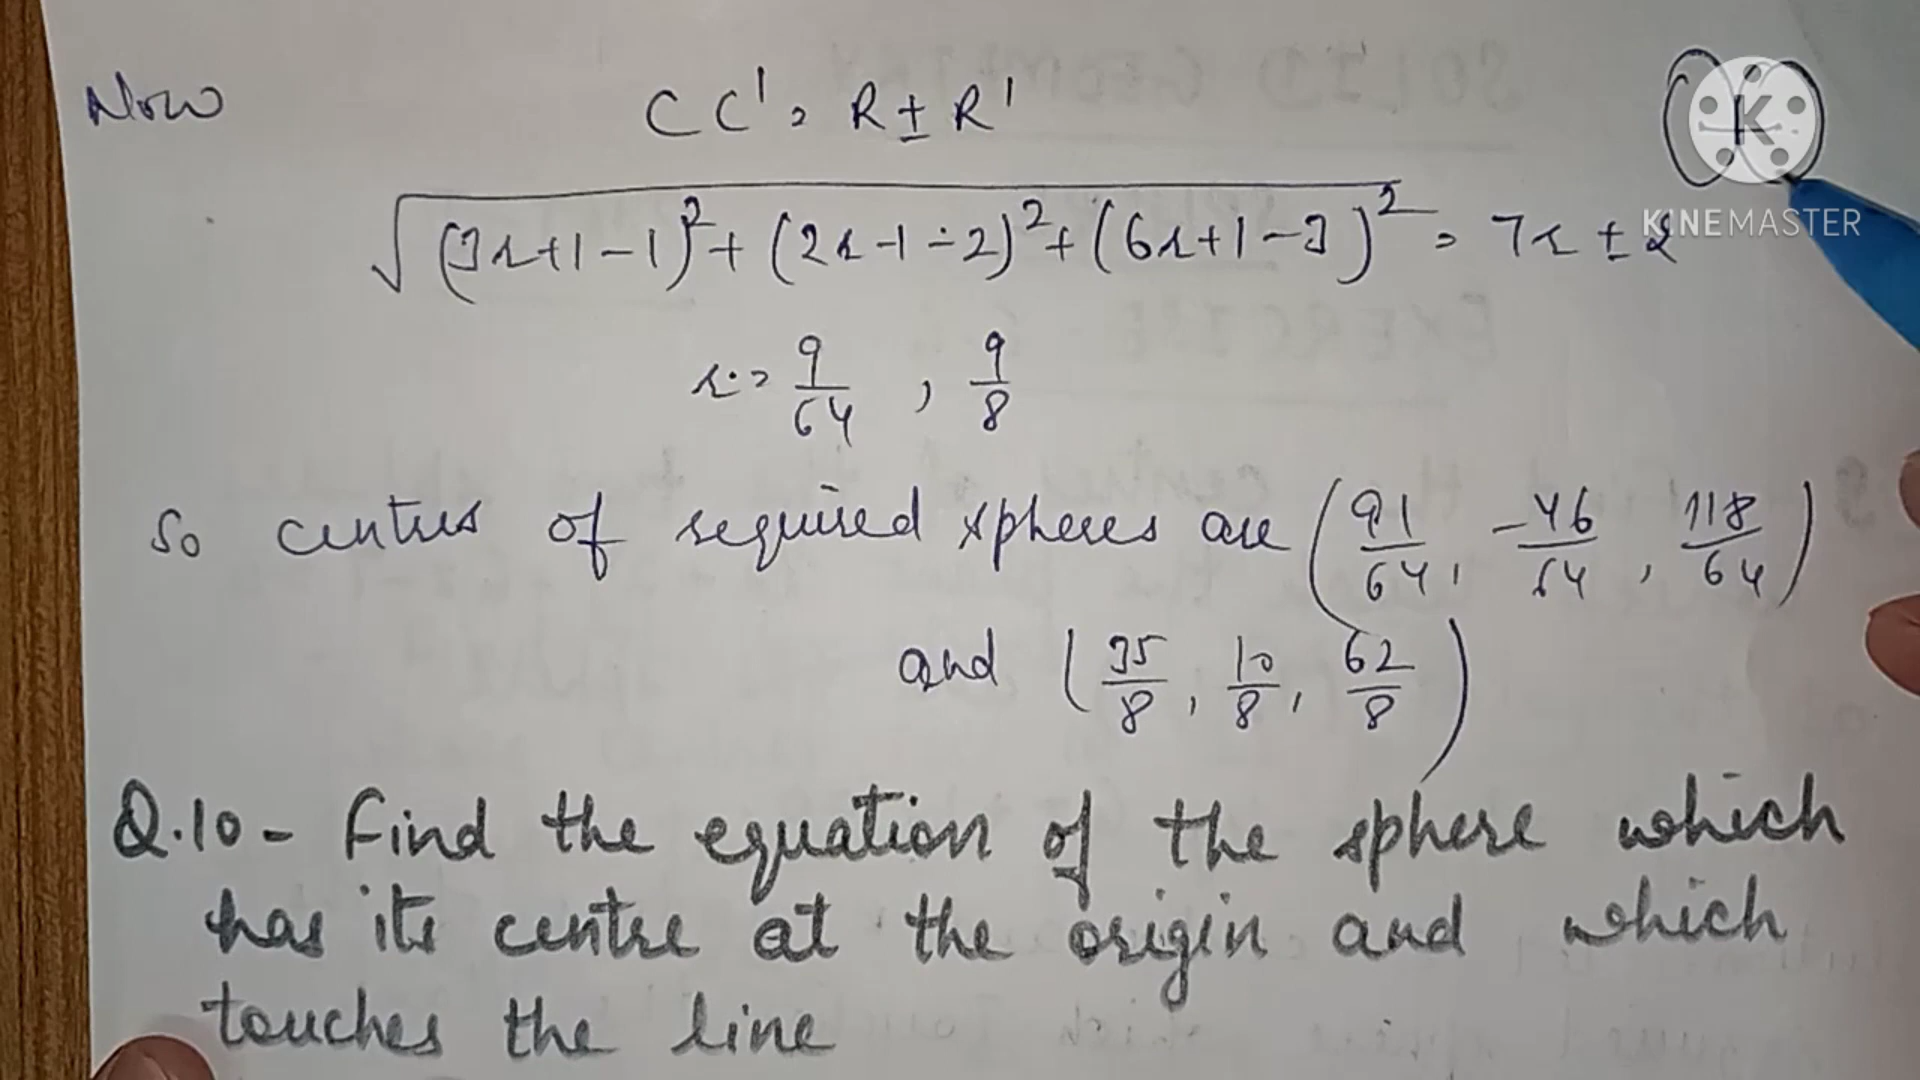 Now CC' = R ± R'
√(3r+1-1)² + (2r-1-2)² + (6r+1-3)² = 7r ± 2
r = 9/64 , 9/8
So centres of required spheres are (91/64, -46/64, 118/64)
and (35/8, 10/8, 62/8)
Q.10- Find the equation of the sphere which
has its centre at the origin and which
touches the line
K
KINEMASTER